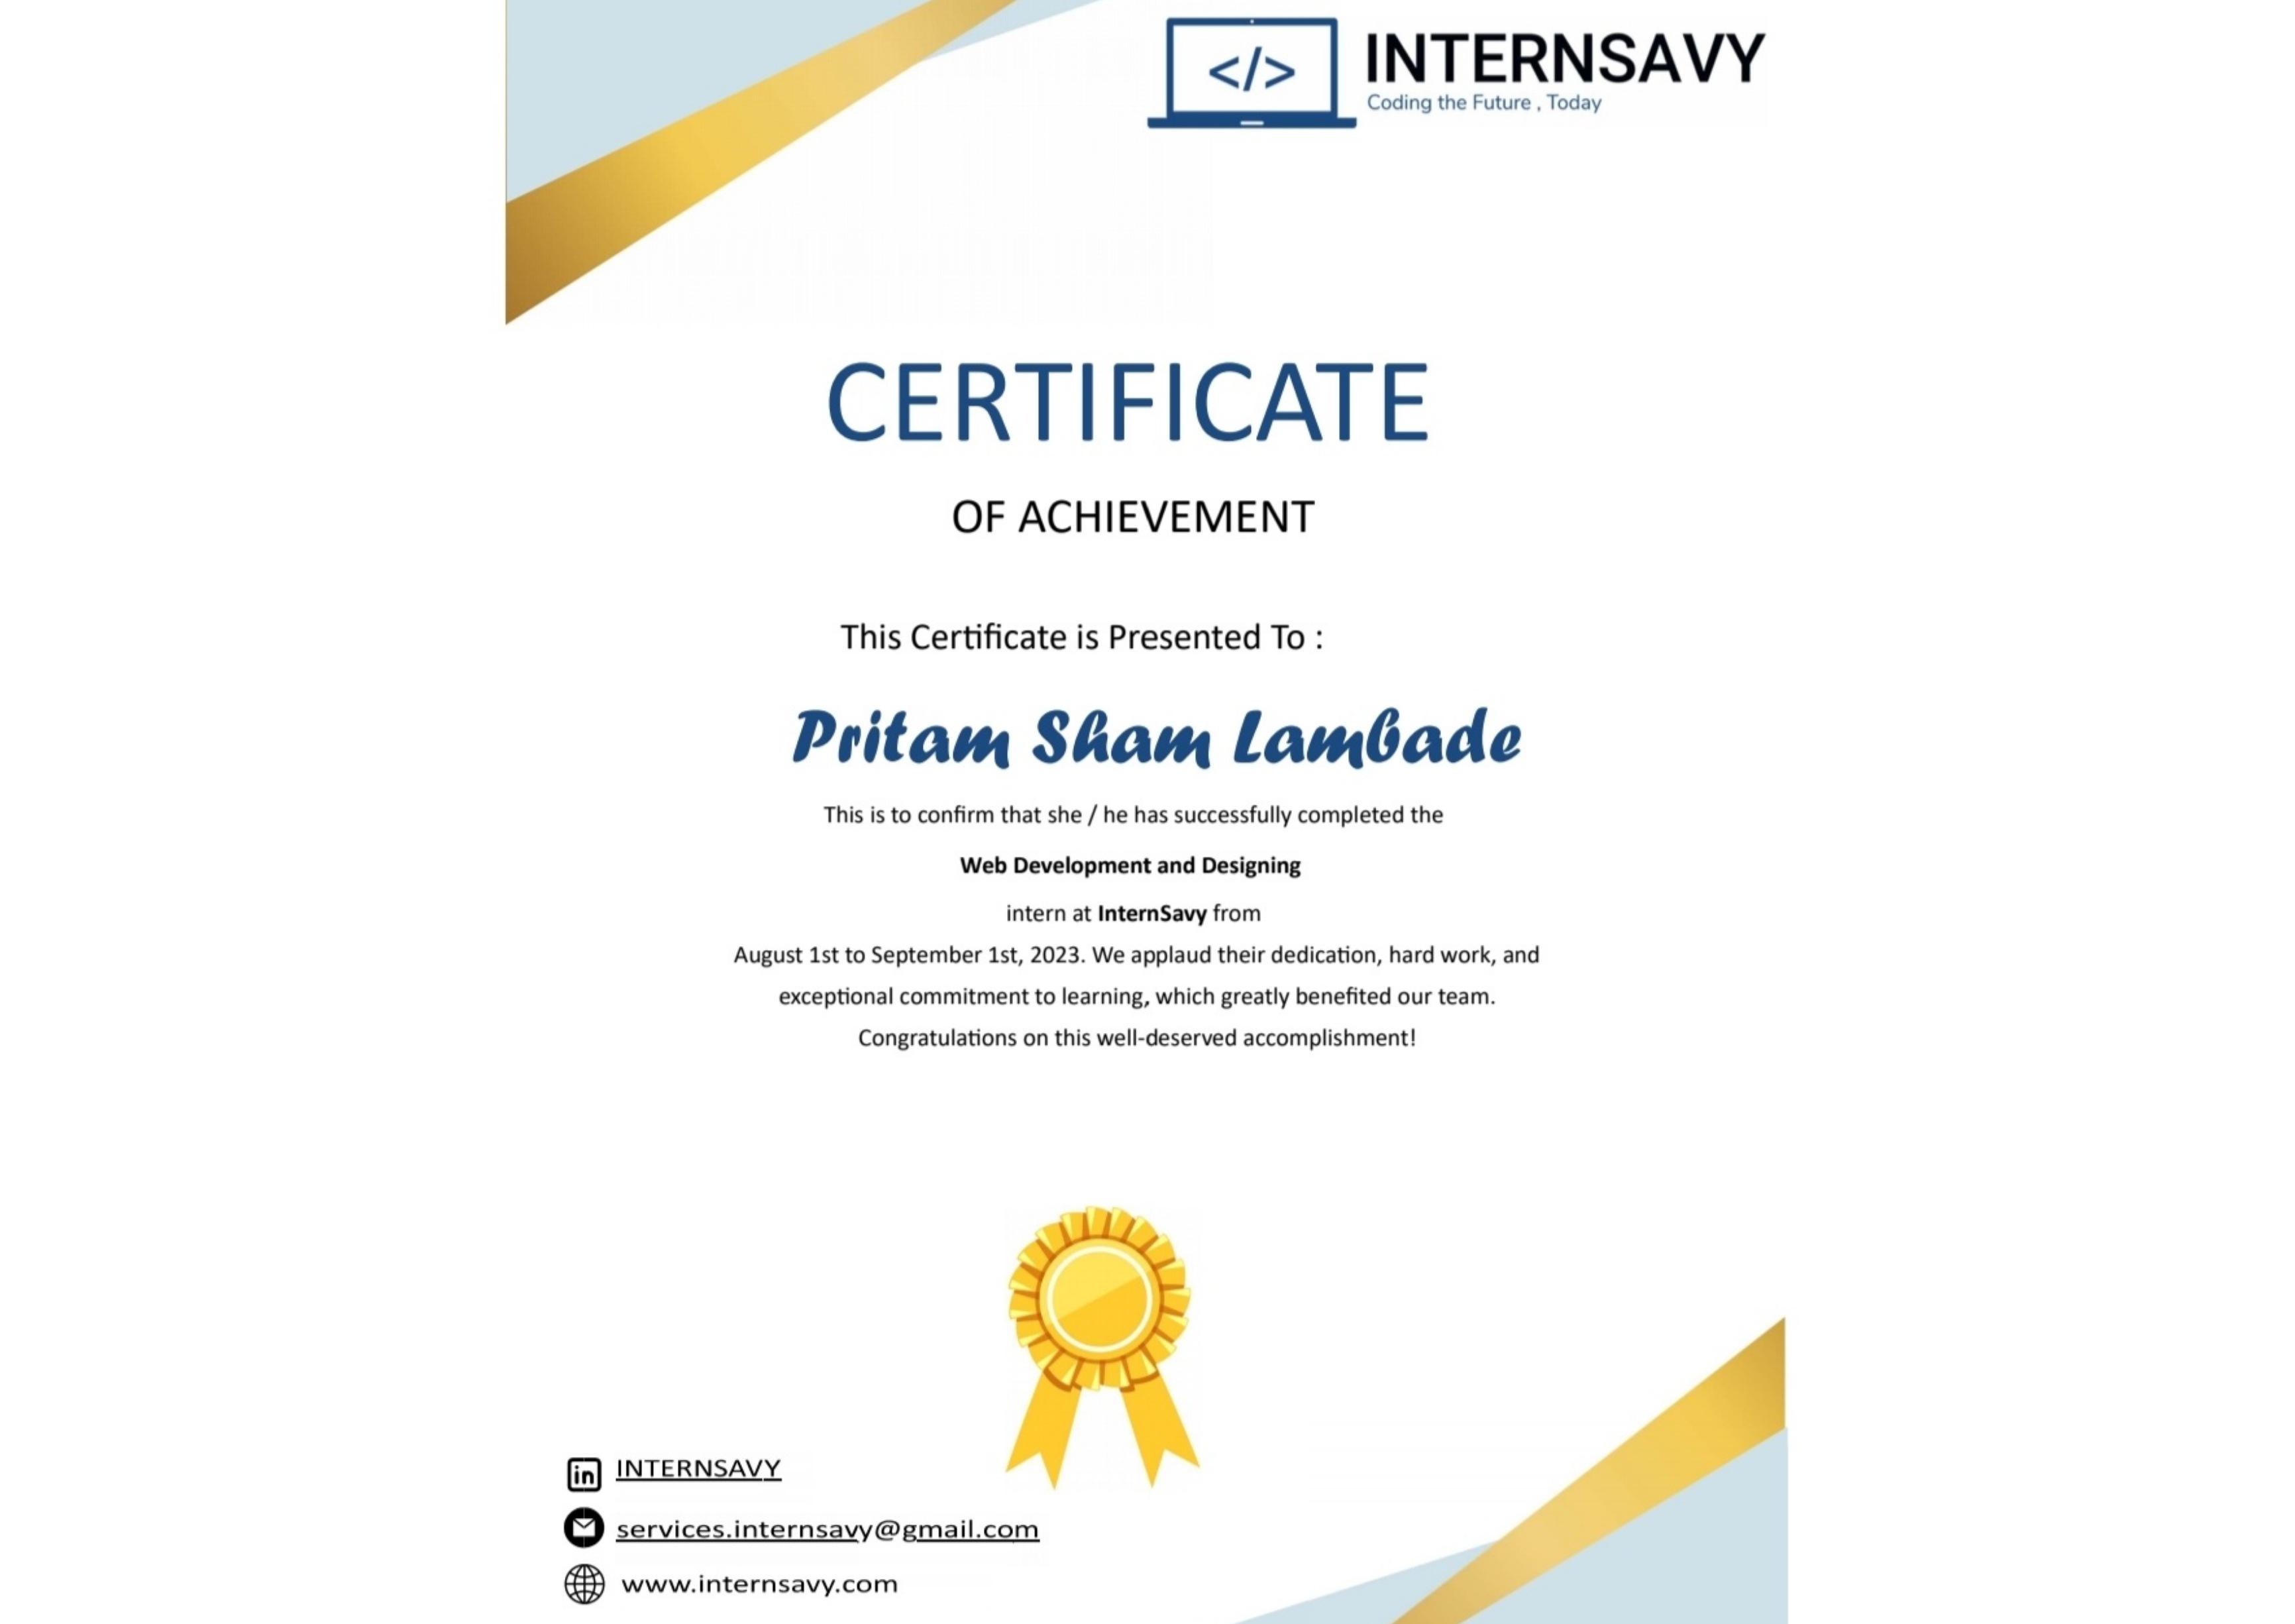 </>
INTERNSAVY
Coding the Future , Today
CERTIFICATE
OF ACHIEVEMENT
This Certificate is Presented To :
Pritam Sham Lambade
This is to confirm that she / he has successfully completed the
Web Development and Designing
intern at InternSavy from
August 1st to September 1st, 2023. We applaud their dedication, hard work, and
exceptional commitment to learning, which greatly benefited our team.
Congratulations on this well-deserved accomplishment!
in INTERNSAVY
services.internsavy@gmail.com
www.internsavy.com